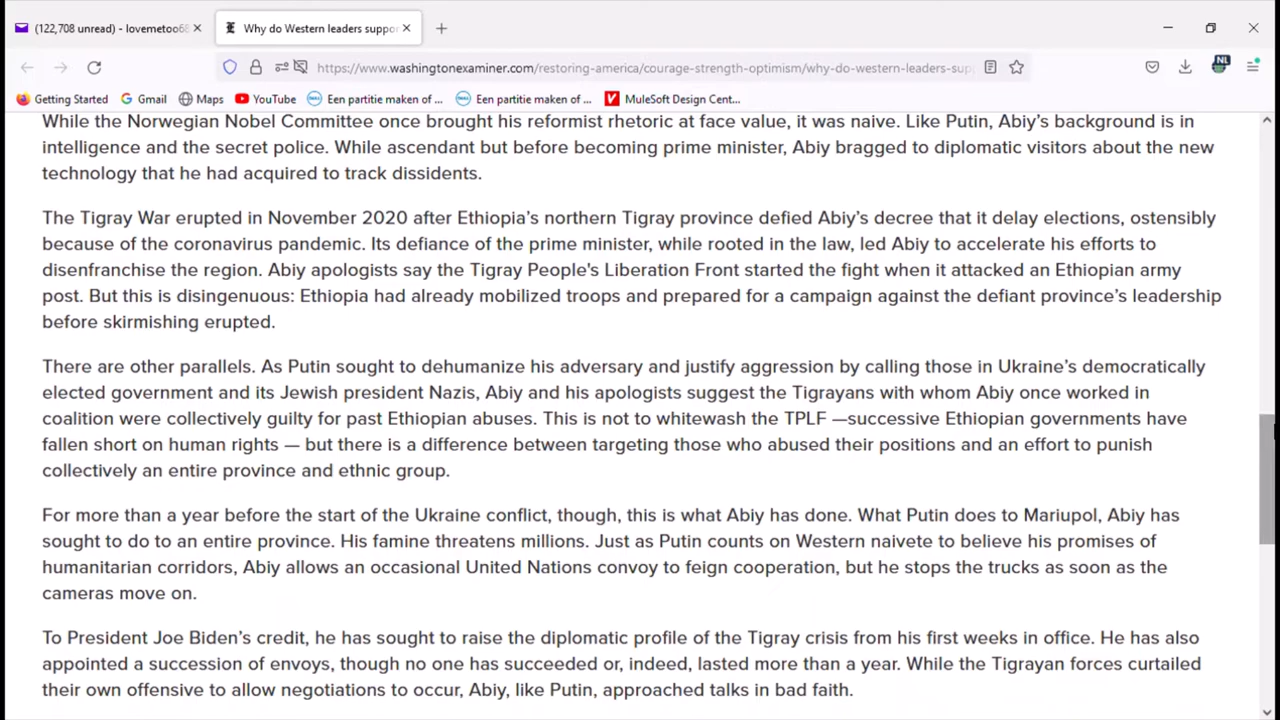 (122,708 unread) - lovemetoo68
Why do Western leaders suppo
https://www.washingtonexaminer.com/restoring-america/courage-strength-optimism/why-do-western-leaders-sup
NL
Getting Started Gmail Maps YouTube Een partitie maken of ... Een partitie maken of ... MuleSoft Design Cent...
While the Norwegian Nobel Committee once brought his reformist rhetoric at face value, it was naive. Like Putin, Abiy’s background is in
intelligence and the secret police. While ascendant but before becoming prime minister, Abiy bragged to diplomatic visitors about the new
technology that he had acquired to track dissidents.
The Tigray War erupted in November 2020 after Ethiopia’s northern Tigray province defied Abiy’s decree that it delay elections, ostensibly
because of the coronavirus pandemic. Its defiance of the prime minister, while rooted in the law, led Abiy to accelerate his efforts to
disenfranchise the region. Abiy apologists say the Tigray People's Liberation Front started the fight when it attacked an Ethiopian army
post. But this is disingenuous: Ethiopia had already mobilized troops and prepared for a campaign against the defiant province’s leadership
before skirmishing erupted.
There are other parallels. As Putin sought to dehumanize his adversary and justify aggression by calling those in Ukraine’s democratically
elected government and its Jewish president Nazis, Abiy and his apologists suggest the Tigrayans with whom Abiy once worked in
coalition were collectively guilty for past Ethiopian abuses. This is not to whitewash the TPLF —successive Ethiopian governments have
fallen short on human rights — but there is a difference between targeting those who abused their positions and an effort to punish
collectively an entire province and ethnic group.
For more than a year before the start of the Ukraine conflict, though, this is what Abiy has done. What Putin does to Mariupol, Abiy has
sought to do to an entire province. His famine threatens millions. Just as Putin counts on Western naivete to believe his promises of
humanitarian corridors, Abiy allows an occasional United Nations convoy to feign cooperation, but he stops the trucks as soon as the
cameras move on.
To President Joe Biden’s credit, he has sought to raise the diplomatic profile of the Tigray crisis from his first weeks in office. He has also
appointed a succession of envoys, though no one has succeeded or, indeed, lasted more than a year. While the Tigrayan forces curtailed
their own offensive to allow negotiations to occur, Abiy, like Putin, approached talks in bad faith.